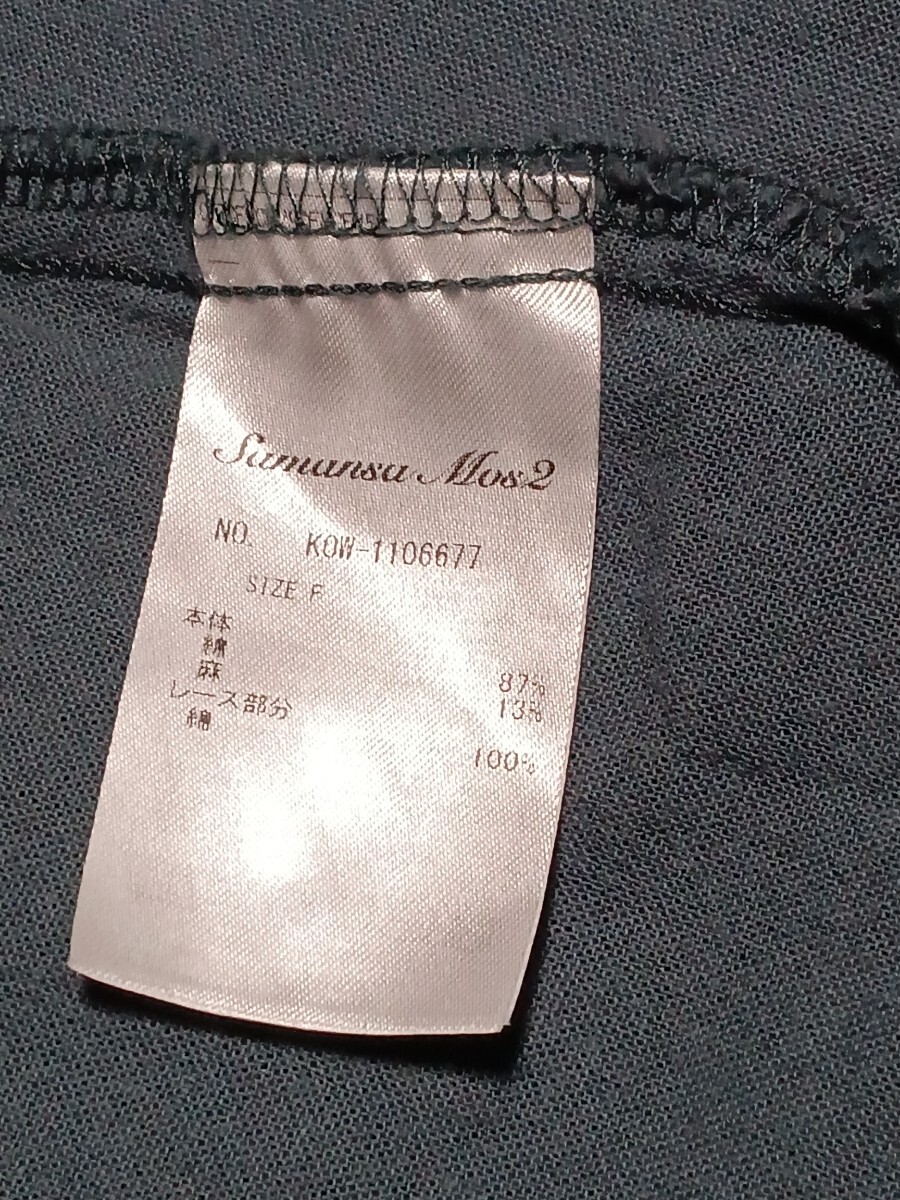 Samansa Mos2
NO. KOW-1106677
SIZE F
本体
綿 87%
麻 13%
レース部分
綿 100%